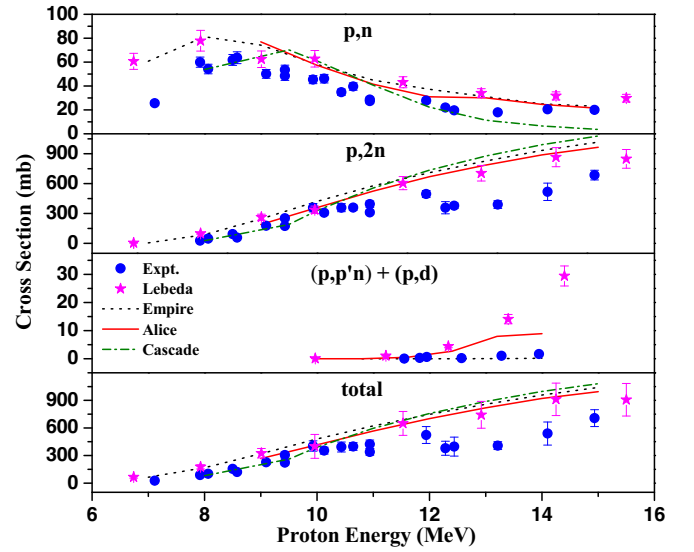 100
80
60
40
20
0
p,n
900
600
300
0
p,2n
30
20
10
0
(p,p'n) + (p,d)
Expt.
Lebeda
Empire
Alice
Cascade
900
600
300
0
total
6 8 10 12 14 16
Proton Energy (MeV)
Cross Section (mb)